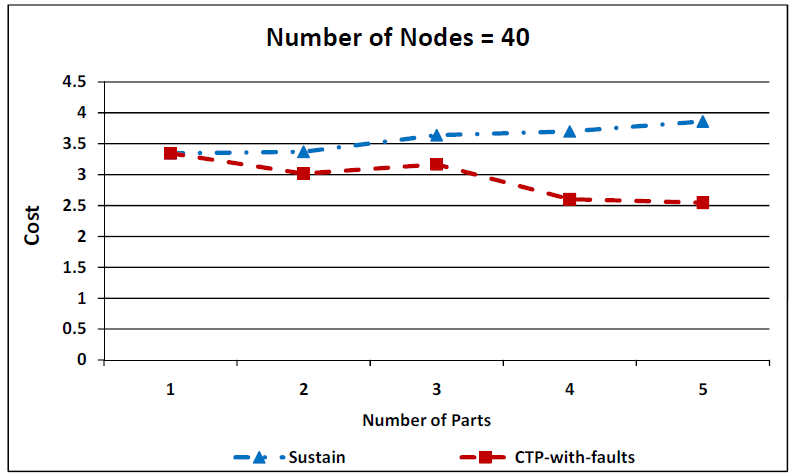 Number of Nodes = 40
4.5
4
3.5
3
2.5
2
1.5
1
0.5
0
Cost
1 2 3 4 5
Number of Parts
Sustain CTP-with-faults